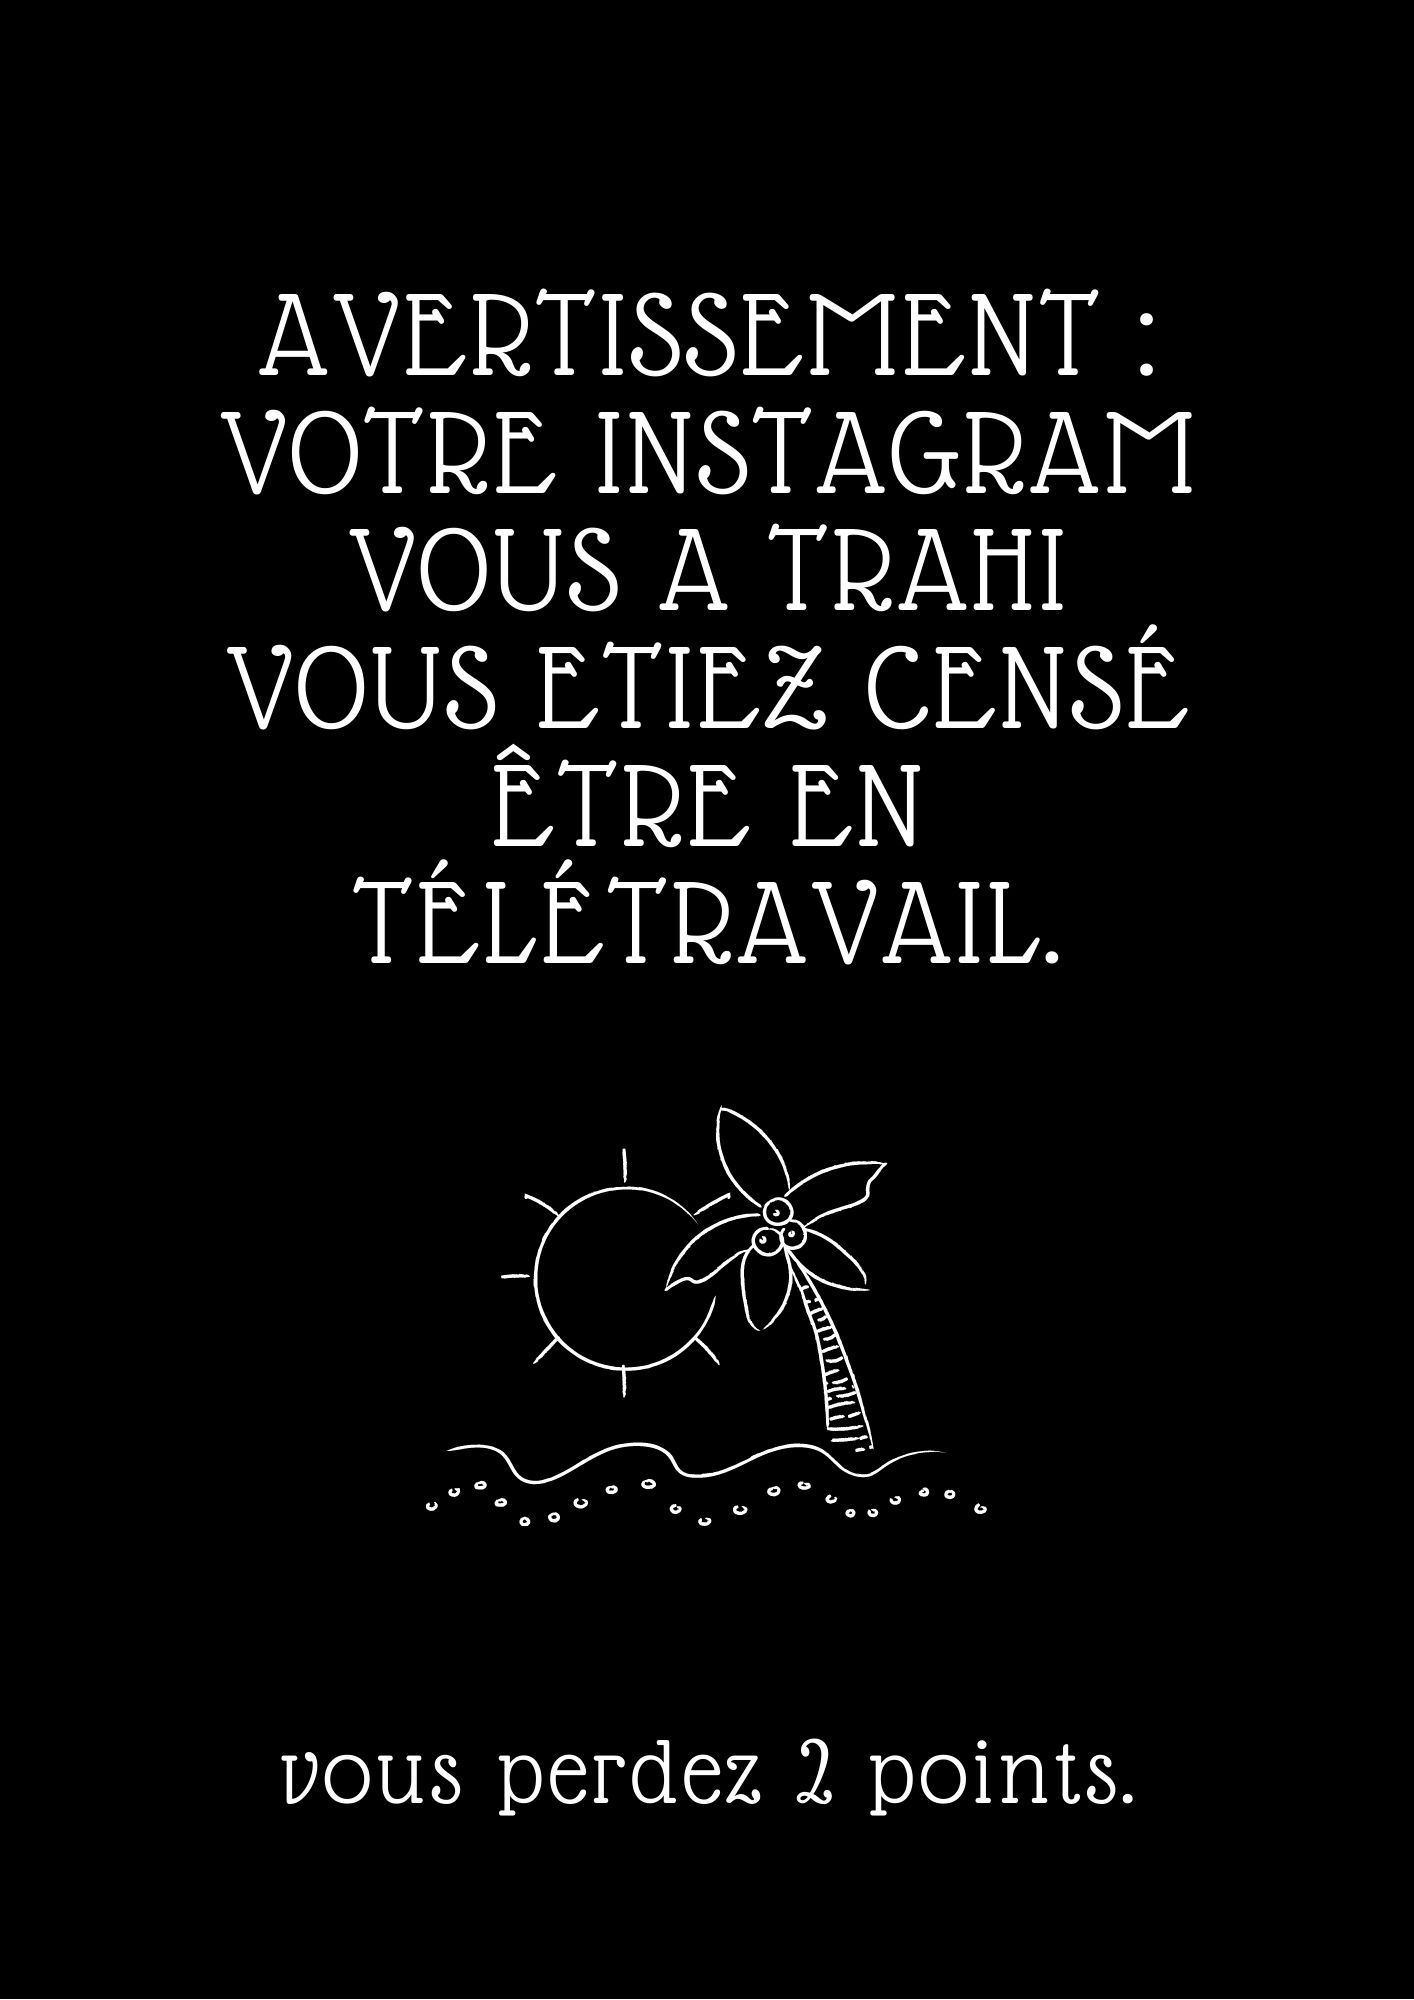 AVERTISSEMENT :
VOTRE INSTAGRAM
VOUS A TRAHI
VOUS ETIEZ CENSÉ
ÊTRE EN
TÉLÉTRAVAIL.
vous perdez 2 points.